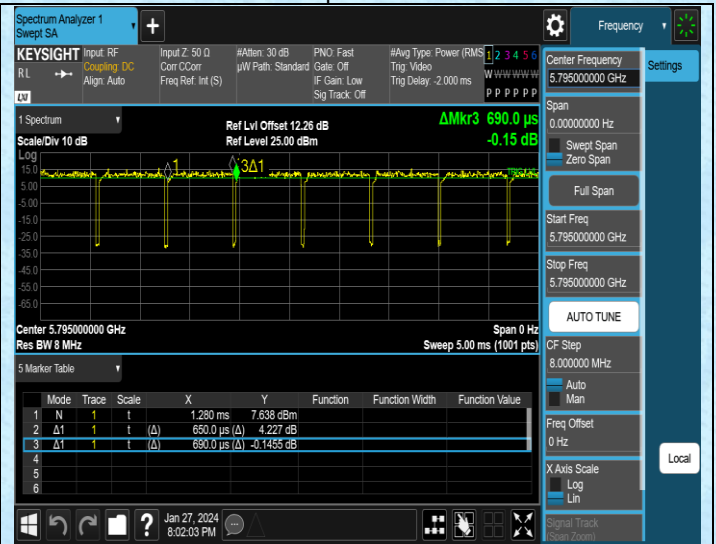 Spectrum Analyzer 1
Swept SA
Frequency
KEYSIGHT
RL
LXI
Input: RF
Coupling: DC
Align: Auto
Input Z: 50 Ω
Corr CCorr
Freq Ref: Int (S)
#Atten: 30 dB
µW Path: Standard
PNO: Fast
Gate: Off
IF Gain: Low
Sig Track: Off
#Avg Type: Power (RMS
Trig: Video
Trig Delay: -2.000 ms
1 2 3 4 5 6
W W W W W W
P P P P P P
Center Frequency
5.795000000 GHz
Settings
1 Spectrum
Scale/Div 10 dB
Ref Lvl Offset 12.26 dB
Ref Level 25.00 dBm
ΔMkr3 690.0 µs
-0.15 dB
Log
15.0
5.00
-5.00
-15.0
-25.0
-35.0
-45.0
-55.0
-65.0
1
3Δ1
Center 5.795000000 GHz
Res BW 8 MHz
Span 0 Hz
Sweep 5.00 ms (1001 pts)
Span
0.00000000 Hz
Swept Span
Zero Span
Full Span
Start Freq
5.795000000 GHz
Stop Freq
5.795000000 GHz
AUTO TUNE
CF Step
8.000000 MHz
Auto
Man
Freq Offset
0 Hz
X Axis Scale
Log
Lin
Signal Track
(Span Zoom)
Local
5 Marker Table
Mode Trace Scale X Y Function Function Width Function Value
1 N 1 t 1.280 ms 7.638 dBm
2 Δ1 1 t (Δ) 650.0 µs (Δ) 4.227 dB
3 Δ1 1 t (Δ) 690.0 µs (Δ) -0.1455 dB
4
5
6
?
Jan 27, 2024
8:02:03 PM